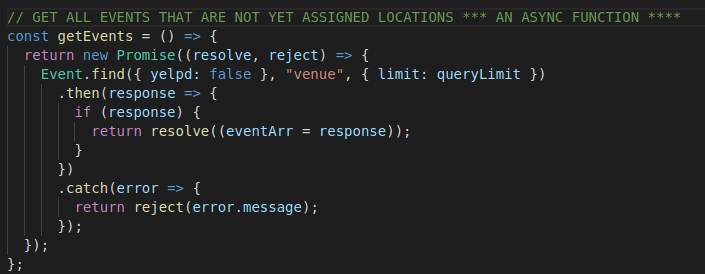 // GET ALL EVENTS THAT ARE NOT YET ASSIGNED LOCATIONS *** AN ASYNC FUNCTION ****
const getEvents = () => {
  return new Promise((resolve, reject) => {
    Event.find({ yelpd: false }, "venue", { limit: queryLimit })
      .then(response => {
        if (response) {
          return resolve((eventArr = response));
        }
      })
      .catch(error => {
        return reject(error.message);
      });
  });
};